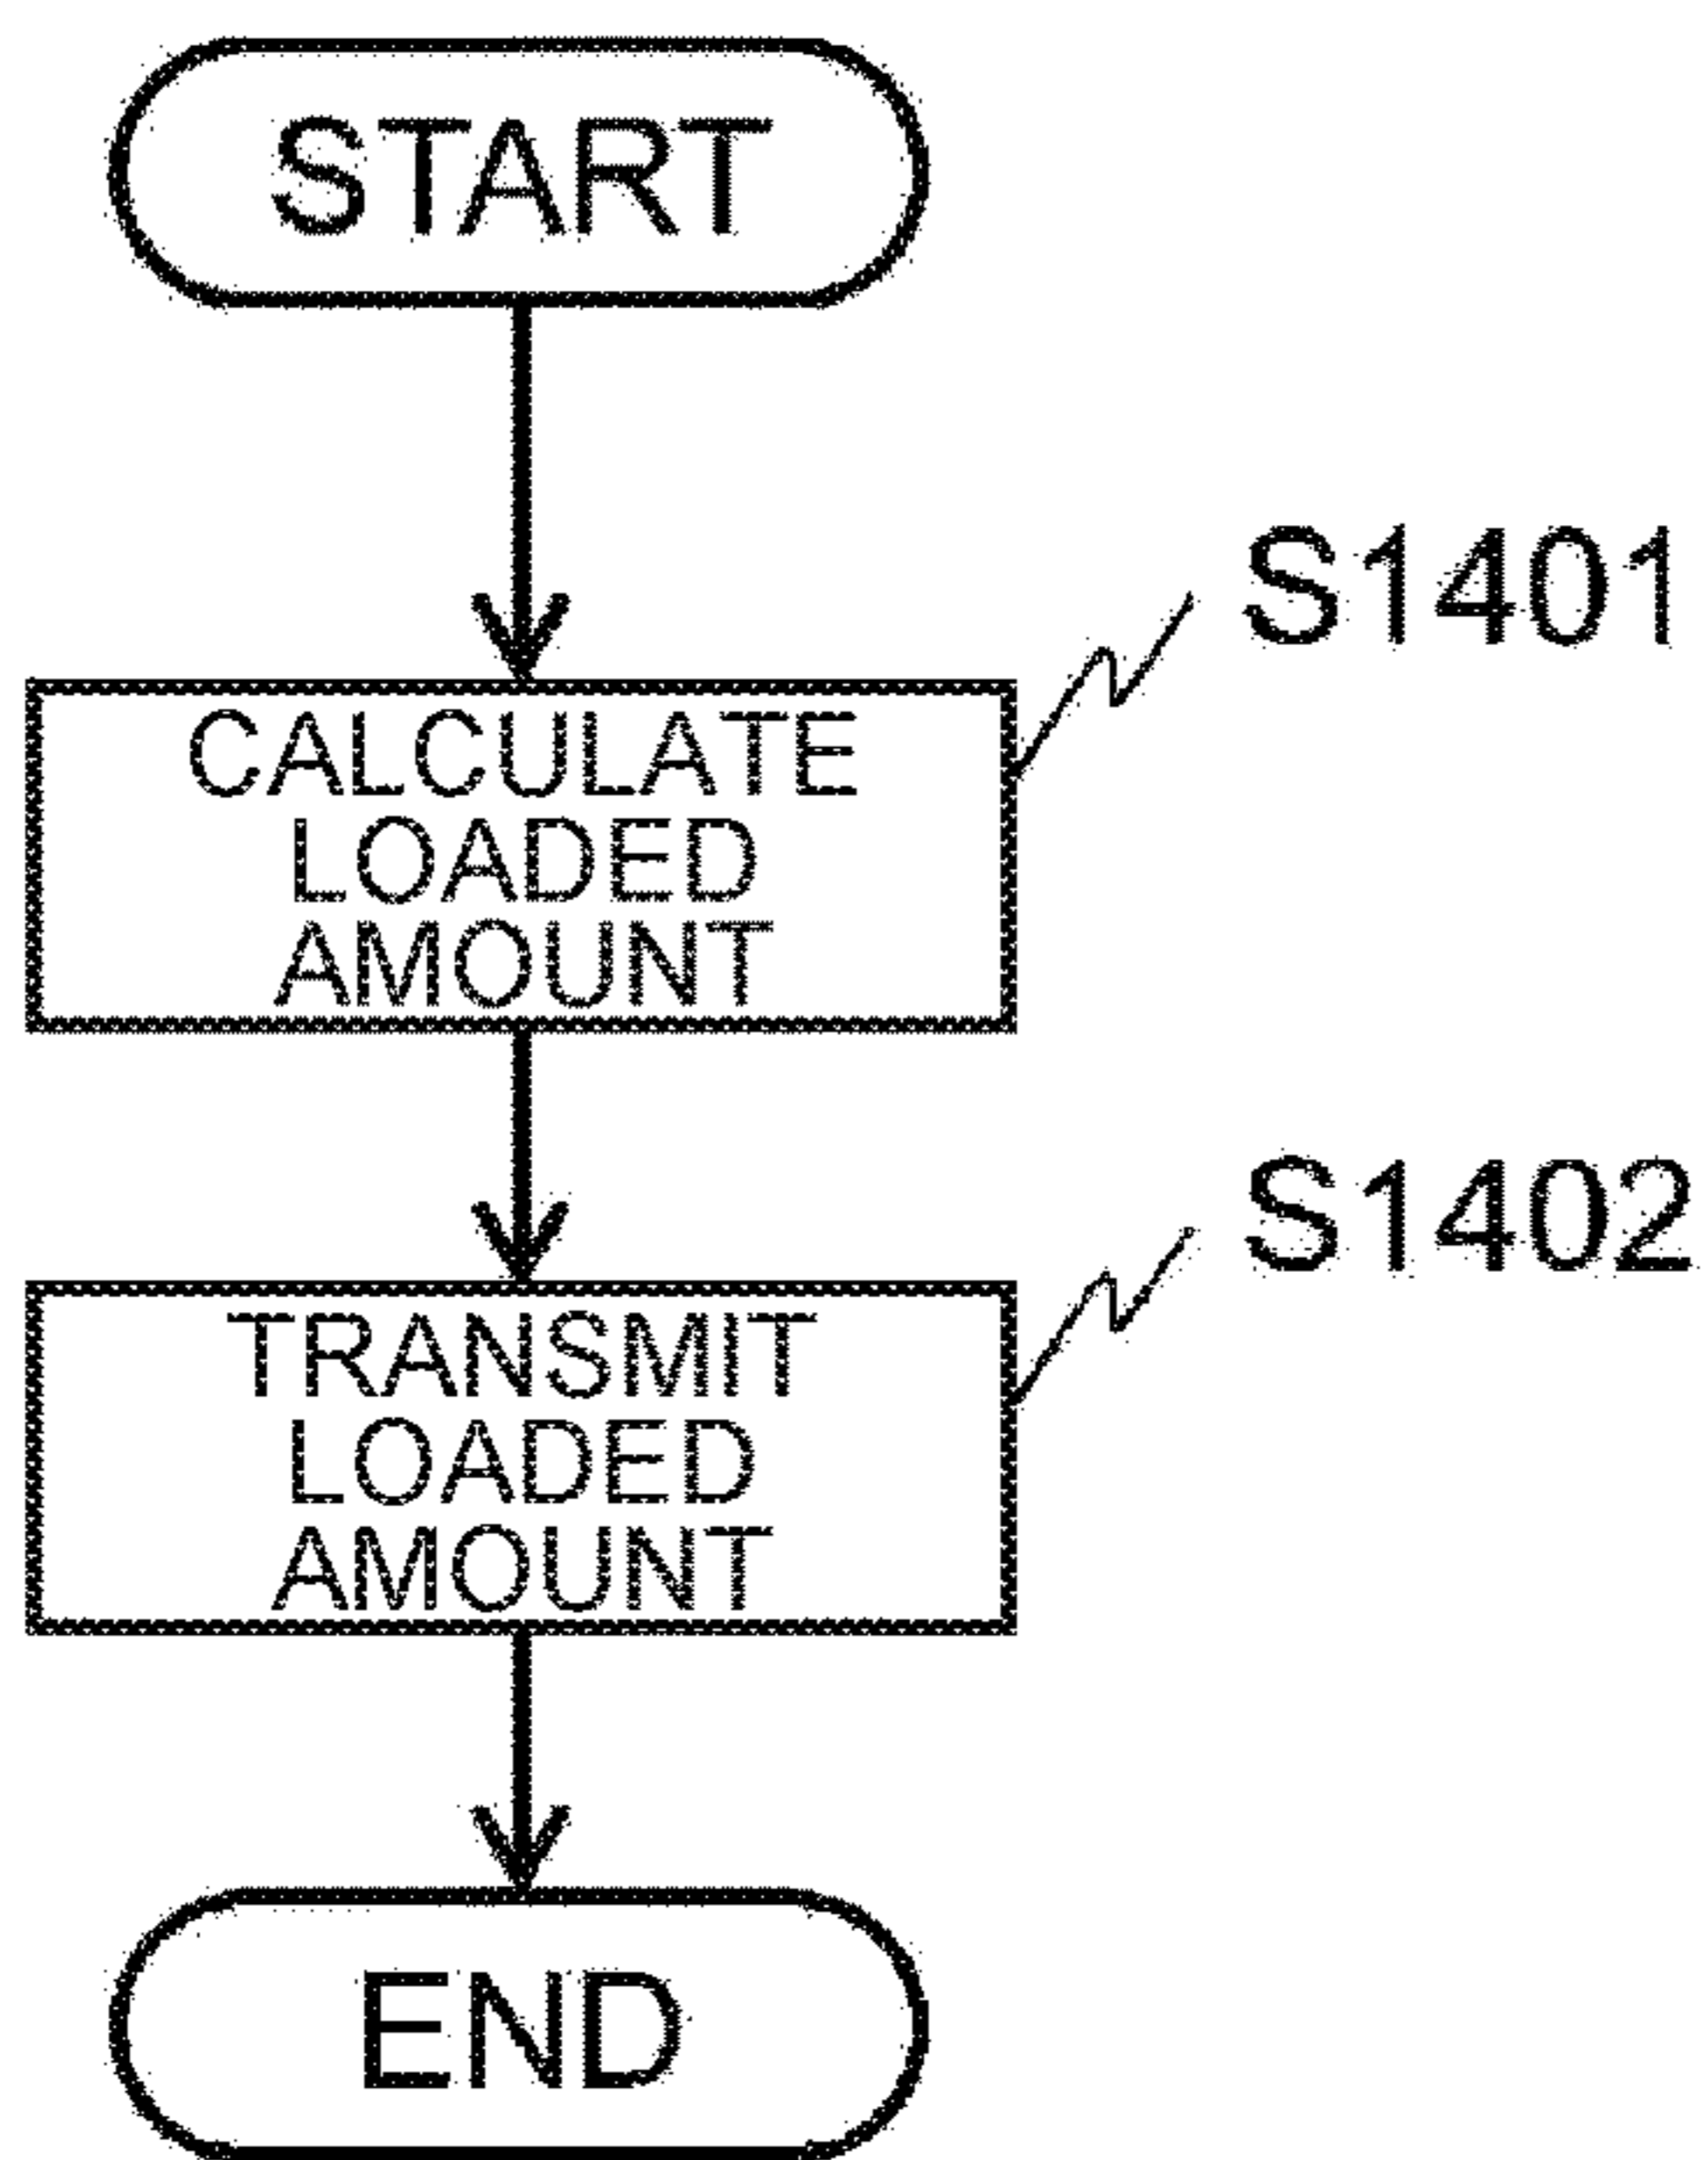 START
S1401
CALCULATE
LOADED
AMOUNT
S1402
TRANSMIT
LOADED
AMOUNT
END